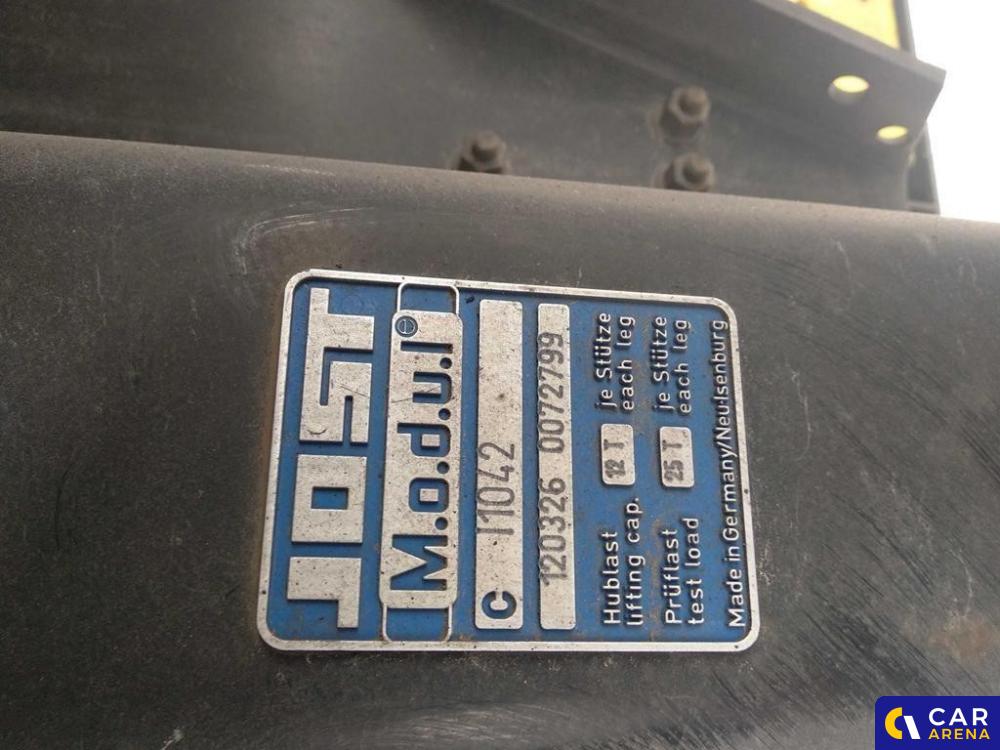 JOST
M.o.d.u.l
C 11042
120326 0072799
Hublast 12 T je Stütze
lifting cap. each leg
Prüflast 25 T je Stütze
test load each leg
Made in Germany/Neu-Isenburg
CAR
ARENA